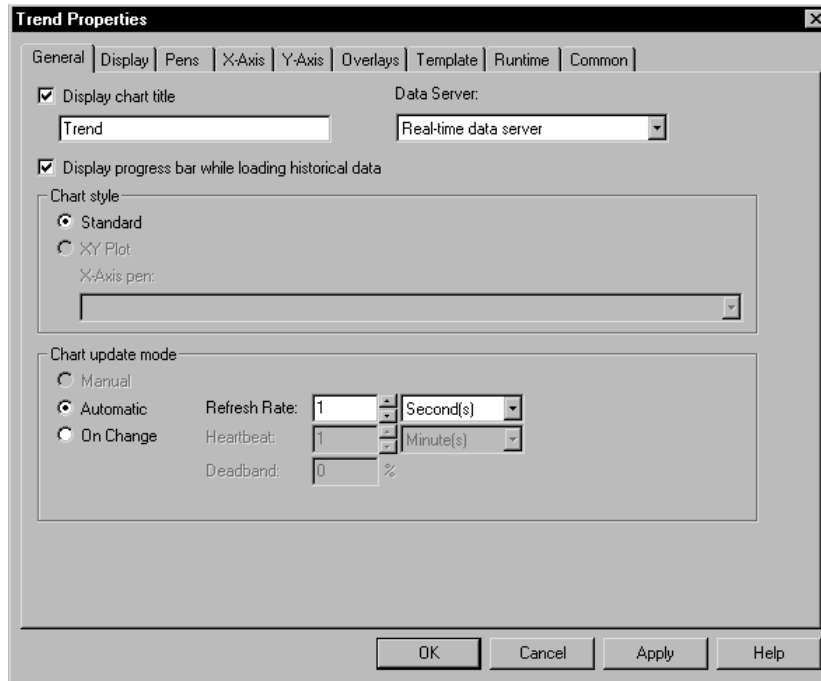 Trend Properties
General Display Pens X-Axis Y-Axis Overlays Template Runtime Common
Display chart title Data Server:
Trend Real-time data server
Display progress bar while loading historical data
Chart style
Standard
XY Plot
X-Axis pen:
Chart update mode
Manual
Automatic Refresh Rate: 1 Second(s)
On Change Heartbeat: 1 Minute(s)
Deadband: 0 %
OK Cancel Apply Help